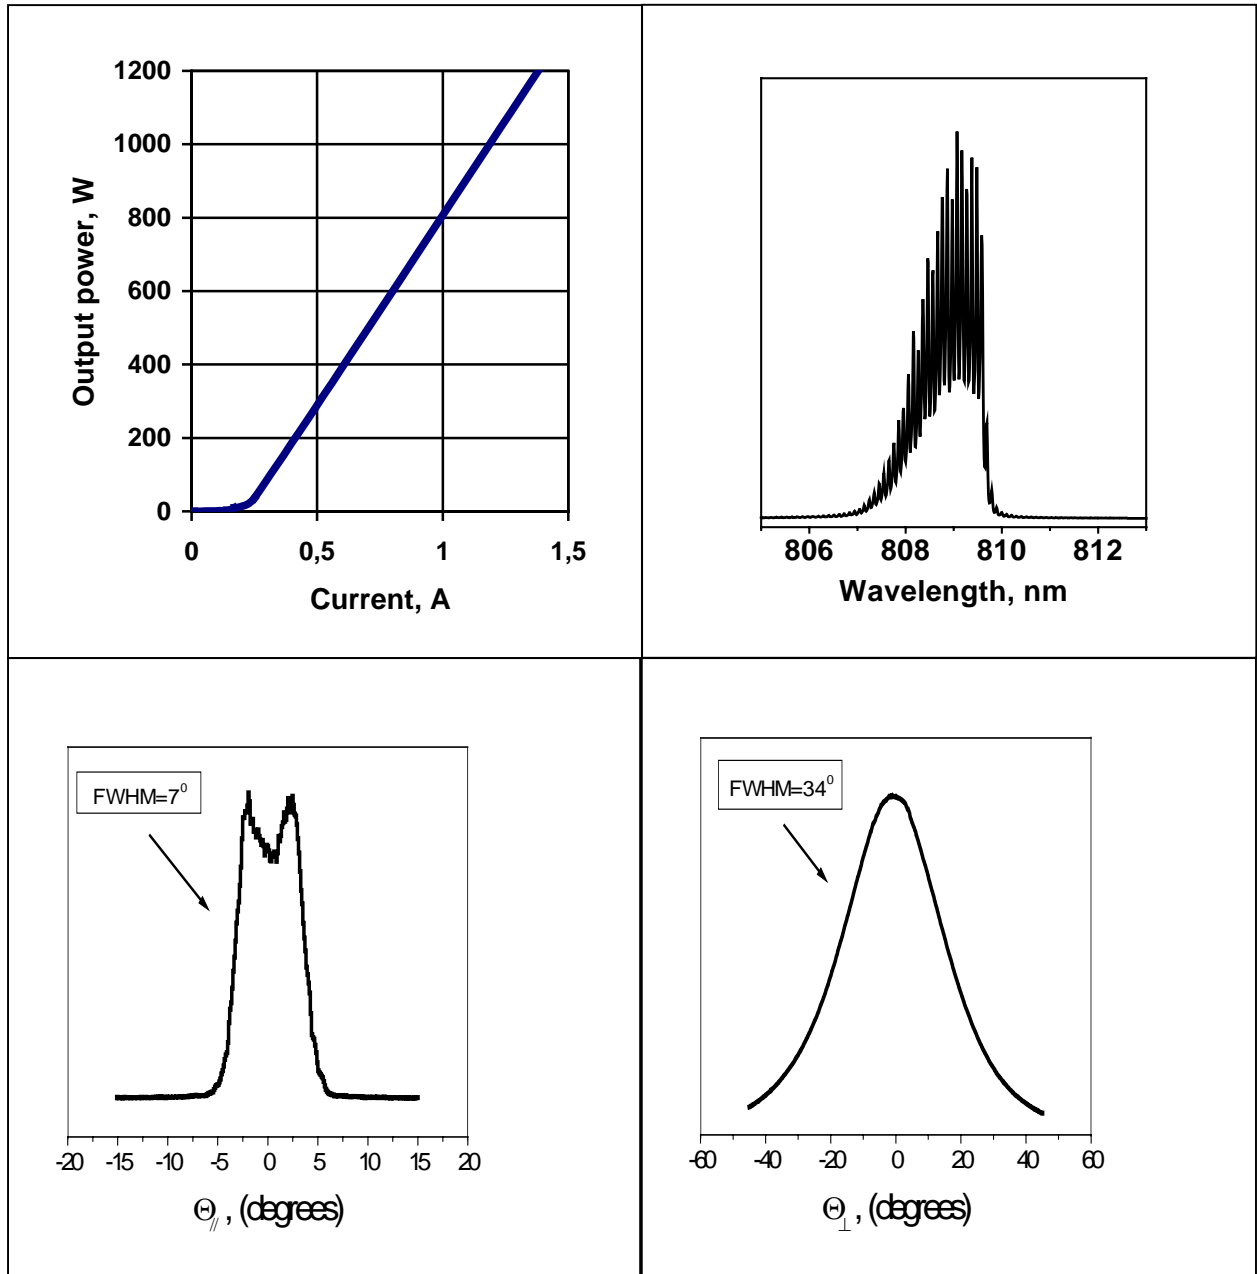 1200
1000
800
600
400
200
0
Output power, W
0 0,5 1 1,5
Current, A
806 808 810 812
Wavelength, nm
FWHM=7⁰
-20 -15 -10 -5 0 5 10 15 20
Θ//, (degrees)
FWHM=34⁰
-60 -40 -20 0 20 40 60
Θ⊥, (degrees)